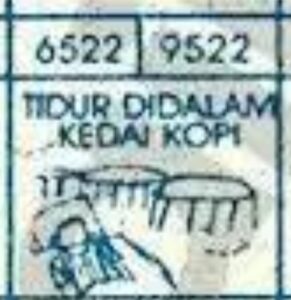 6522 9522
TIDUR DIDALAM
KEDAI KOPI